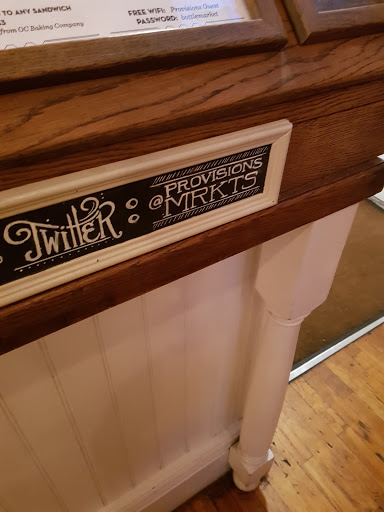 TO ANY SANDWICH
from OC Baking Company
FREE WIFI: Provisions Guest
PASSWORD: bottlemarket
TWITTER :
@ PROVISIONS
MRKTS